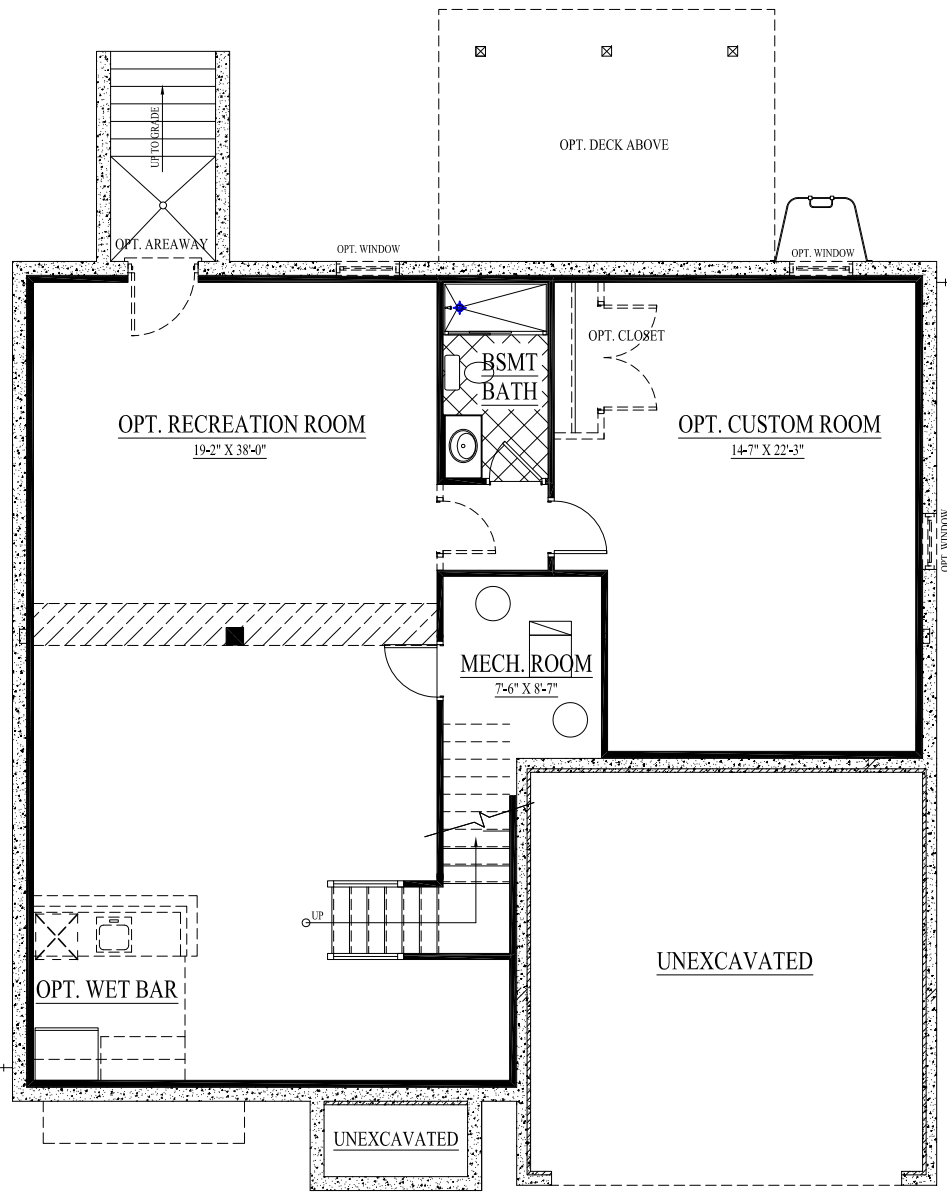 UP TO GRADE
OPT. DECK ABOVE
OPT. AREAWAY
OPT. WINDOW
OPT. WINDOW
OPT. CLOSET
BSMT
BATH
OPT. RECREATION ROOM
19-2" X 38'-0"
OPT. CUSTOM ROOM
14-7" X 22'-3"
OPT. WINDOW
MECH. ROOM
7'-6" X 8'-7"
UP
OPT. WET BAR
UNEXCAVATED
UNEXCAVATED